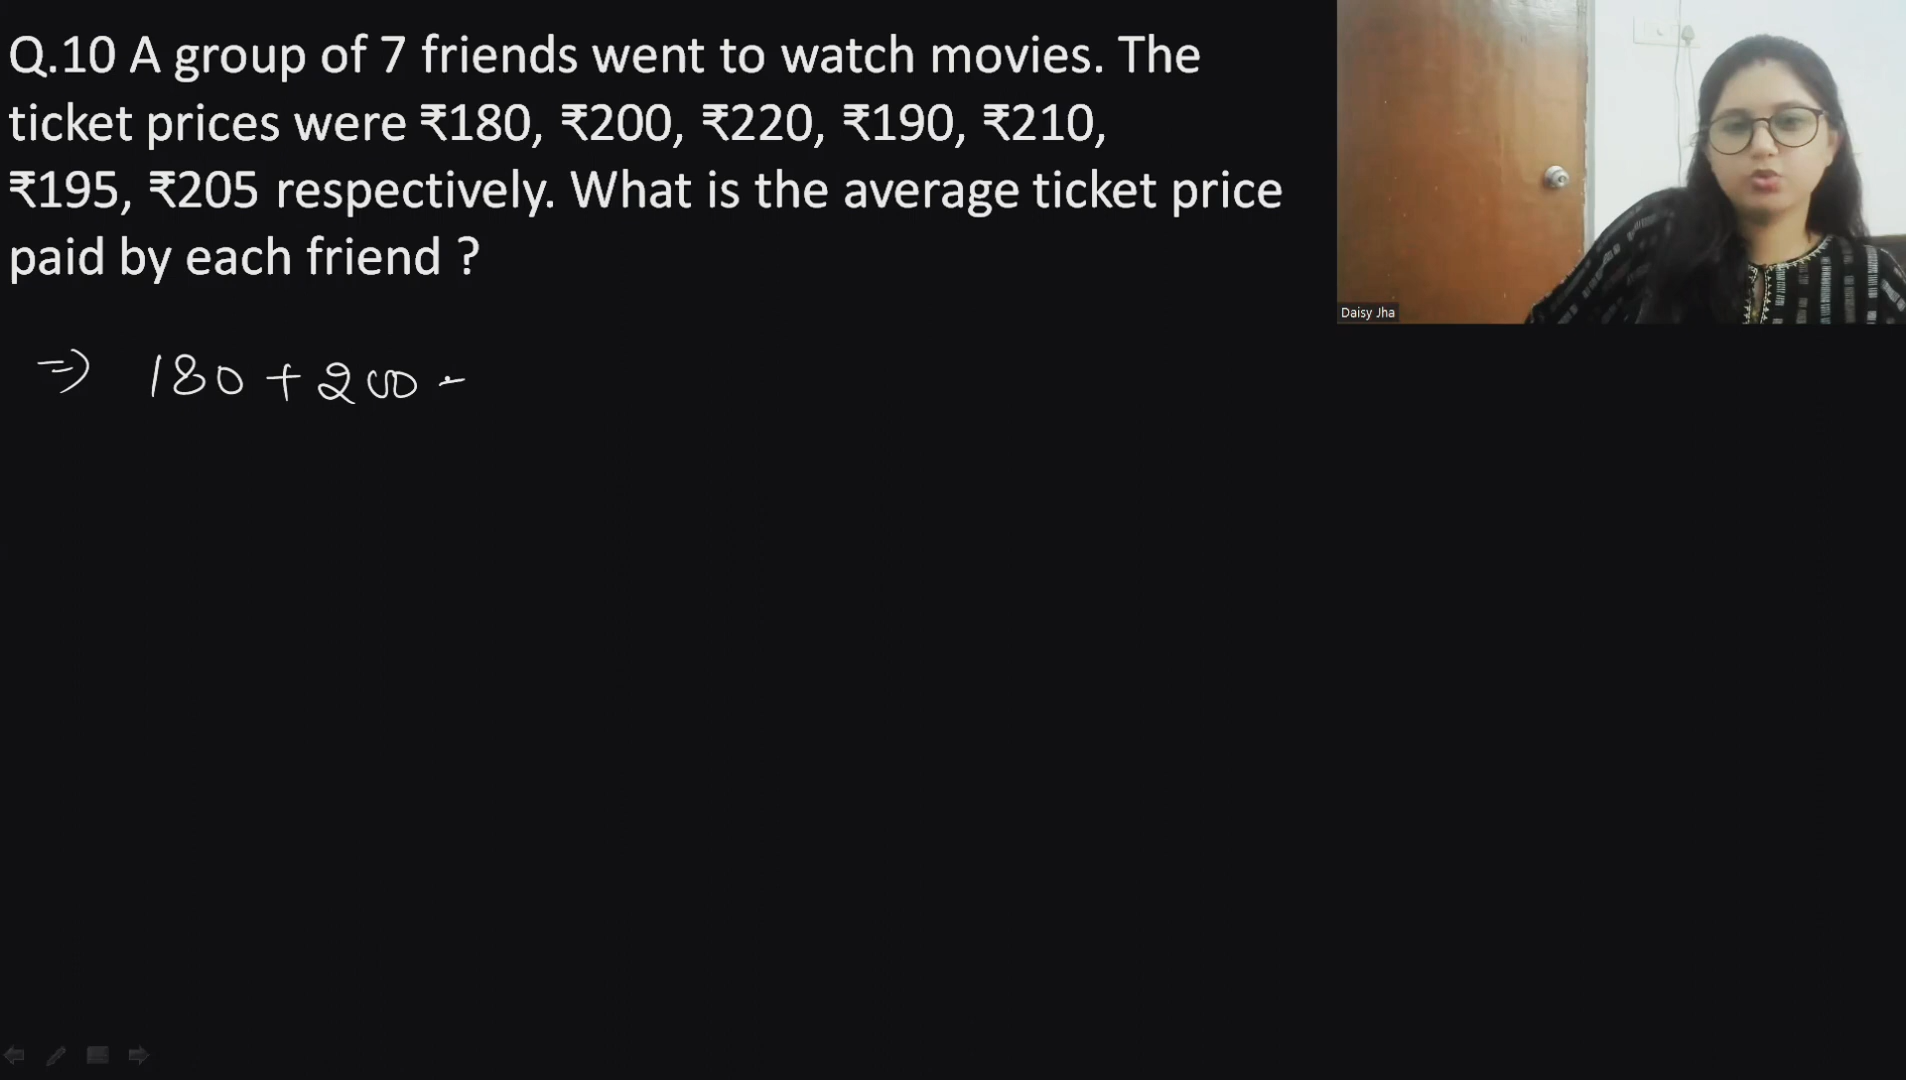 Q.10 A group of 7 friends went to watch movies. The
ticket prices were ₹180, ₹200, ₹220, ₹190, ₹210,
₹195, ₹205 respectively. What is the average ticket price
paid by each friend ?
Daisy Jha
⇒ 180 + 200 -